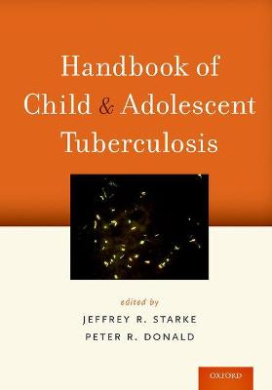 Handbook of
Child & Adolescent
Tuberculosis
edited by
JEFFREY R. STARKE
PETER R. DONALD
OXFORD